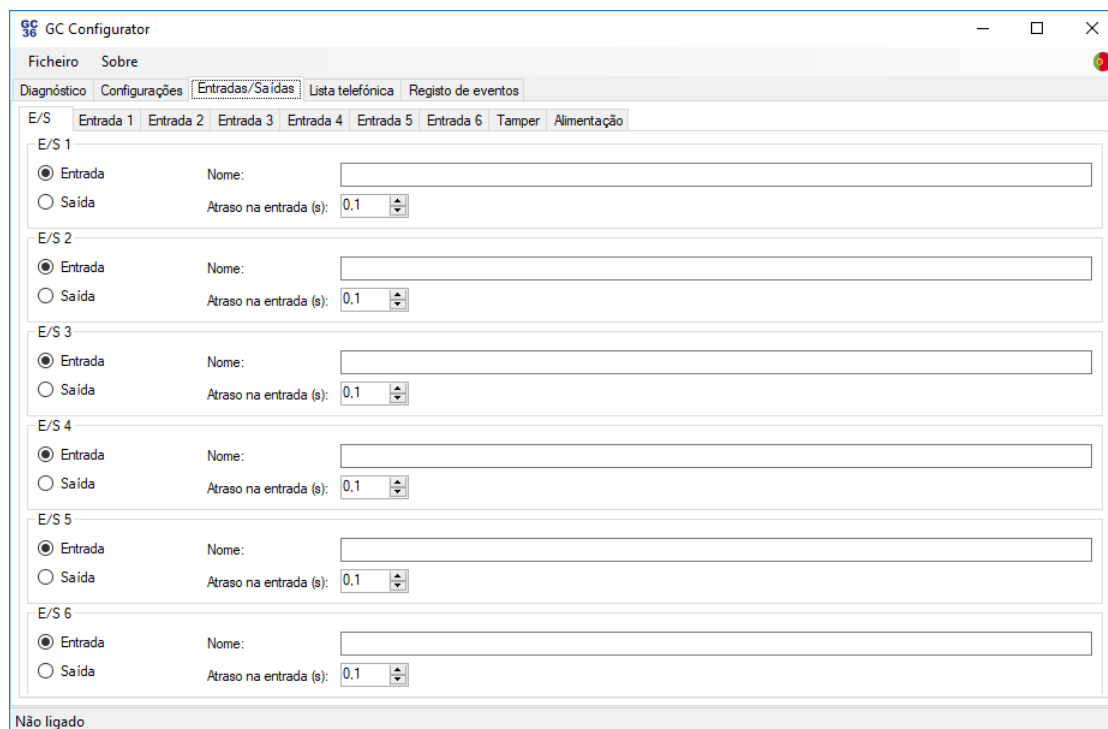 GC
36
GC Configurator
Ficheiro Sobre
Diagnóstico Configurações Entradas/Saídas Lista telefónica Registo de eventos
E/S Entrada 1 Entrada 2 Entrada 3 Entrada 4 Entrada 5 Entrada 6 Tamper Alimentação
E/S 1
Entrada Nome:
Saída Atraso na entrada (s): 0,1
E/S 2
Entrada Nome:
Saída Atraso na entrada (s): 0,1
E/S 3
Entrada Nome:
Saída Atraso na entrada (s): 0,1
E/S 4
Entrada Nome:
Saída Atraso na entrada (s): 0,1
E/S 5
Entrada Nome:
Saída Atraso na entrada (s): 0,1
E/S 6
Entrada Nome:
Saída Atraso na entrada (s): 0,1
Não ligado